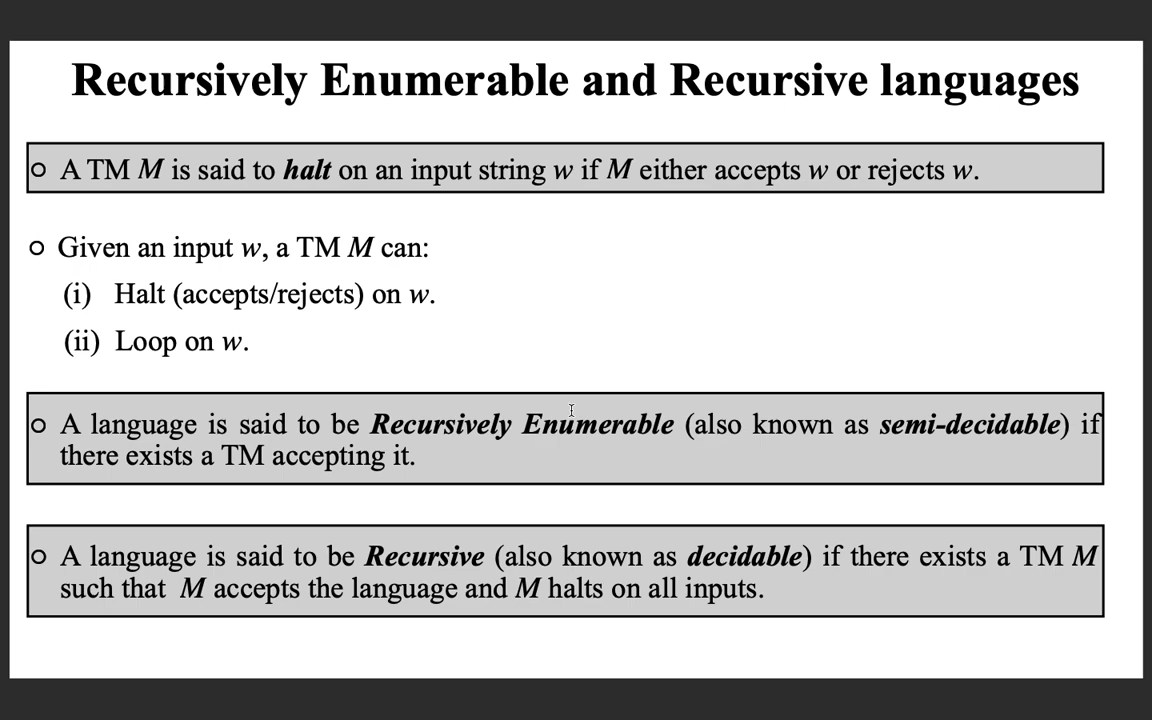 Recursively Enumerable and Recursive languages
○ A TM M is said to halt on an input string w if M either accepts w or rejects w.
○ Given an input w, a TM M can:
(i) Halt (accepts/rejects) on w.
(ii) Loop on w.
○ A language is said to be Recursively Enumerable (also known as semi-decidable) if
there exists a TM accepting it.
○ A language is said to be Recursive (also known as decidable) if there exists a TM M
such that M accepts the language and M halts on all inputs.